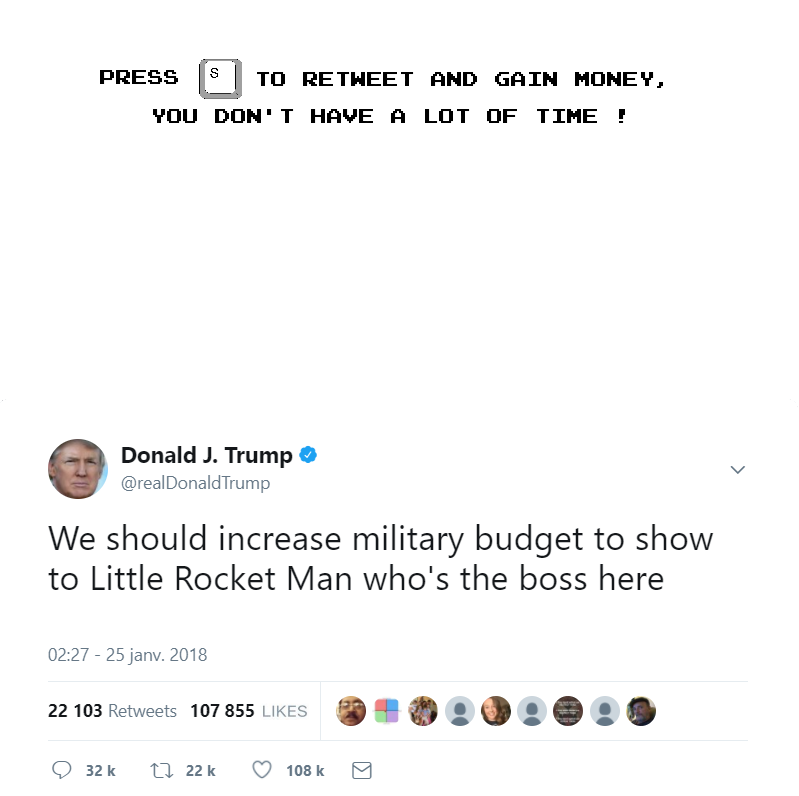 PRESS S TO RETWEET AND GAIN MONEY,
YOU DON'T HAVE A LOT OF TIME !
Donald J. Trump
@realDonaldTrump
We should increase military budget to show
to Little Rocket Man who's the boss here
02:27 - 25 janv. 2018
22 103 Retweets 107 855 LIKES
32 k 22 k 108 k